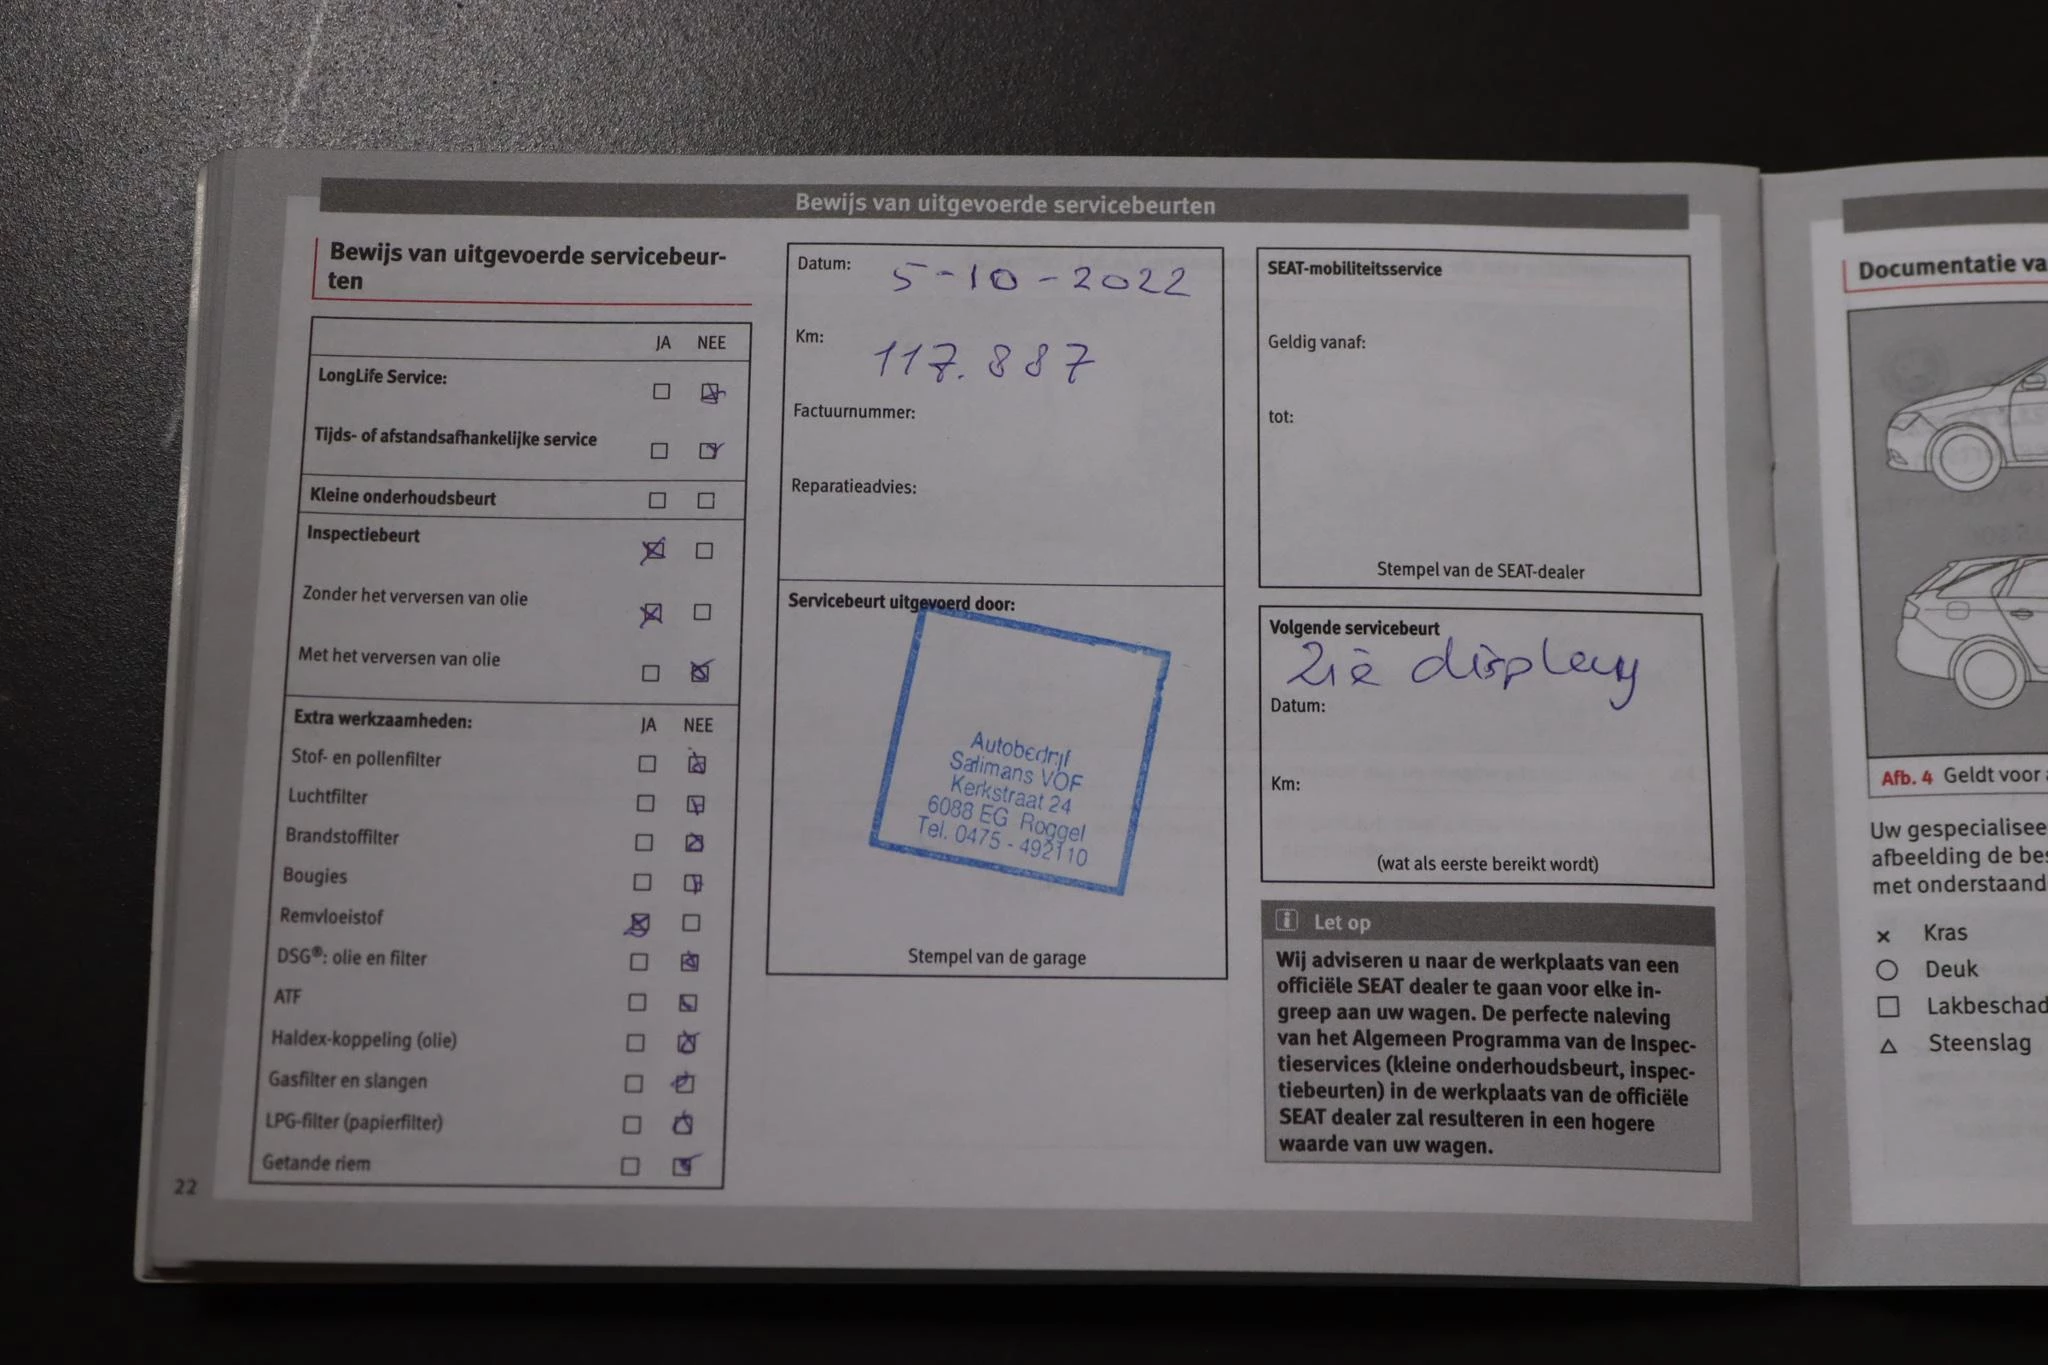 Bewijs van uitgevoerde servicebeurten
Bewijs van uitgevoerde servicebeur-
ten
JA NEE
LongLife Service:
Tijds- of afstandsafhankelijke service
Kleine onderhoudsbeurt
Inspectiebeurt
Zonder het verversen van olie
Met het verversen van olie
Extra werkzaamheden: JA NEE
Stof- en pollenfilter
Luchtfilter
Brandstoffilter
Bougies
Remvloeistof
DSG®: olie en filter
ATF
Haldex-koppeling (olie)
Gasfilter en slangen
LPG-filter (papierfilter)
Getande riem
22
Datum: 5-10-2022
Km: 117.887
Factuurnummer:
Reparatieadvies:
Servicebeurt uitgevoerd door:
Autobedrijf
Salimans VOF
Kerkstraat 24
6088 EG Roggel
Tel. 0475 - 492110
Stempel van de garage
SEAT-mobiliteitsservice
Geldig vanaf:
tot:
Stempel van de SEAT-dealer
Volgende servicebeurt
display
Datum:
Km:
(wat als eerste bereikt wordt)
i Let op
Wij adviseren u naar de werkplaats van een
officiële SEAT dealer te gaan voor elke in-
greep aan uw wagen. De perfecte naleving
van het Algemeen Programma van de Inspec-
tieservices (kleine onderhoudsbeurt, inspec-
tiebeurten) in de werkplaats van de officiële
SEAT dealer zal resulteren in een hogere
waarde van uw wagen.
Documentatie va
Afb. 4 Geldt voor
Uw gespecialisee
afbeelding de bes
met onderstaand
Kras
Deuk
Lakbeschad
Steenslag